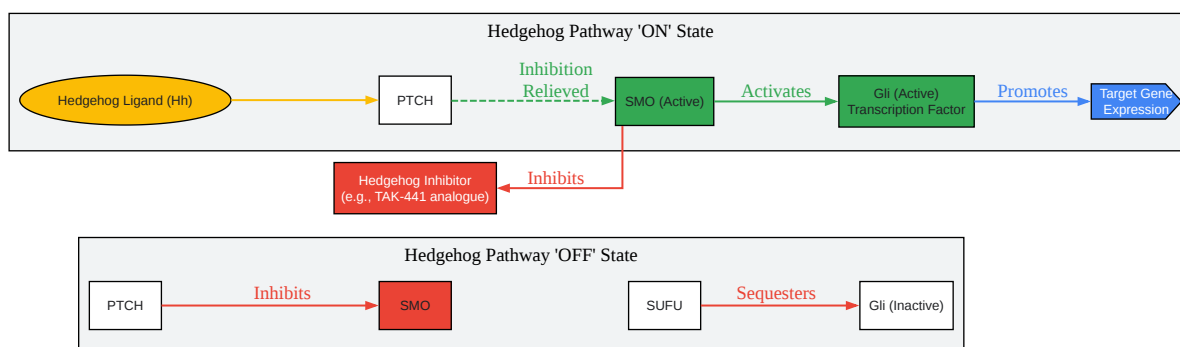 Hedgehog Pathway 'ON' State
Hedgehog Ligand (Hh)
PTCH
Inhibition
Relieved
SMO (Active)
Activates
Gli (Active)
Transcription Factor
Promotes
Target Gene
Expression
Hedgehog Inhibitor
(e.g., TAK-441 analogue)
Inhibits
Hedgehog Pathway 'OFF' State
PTCH
Inhibits
SMO
SUFU
Sequesters
Gli (Inactive)